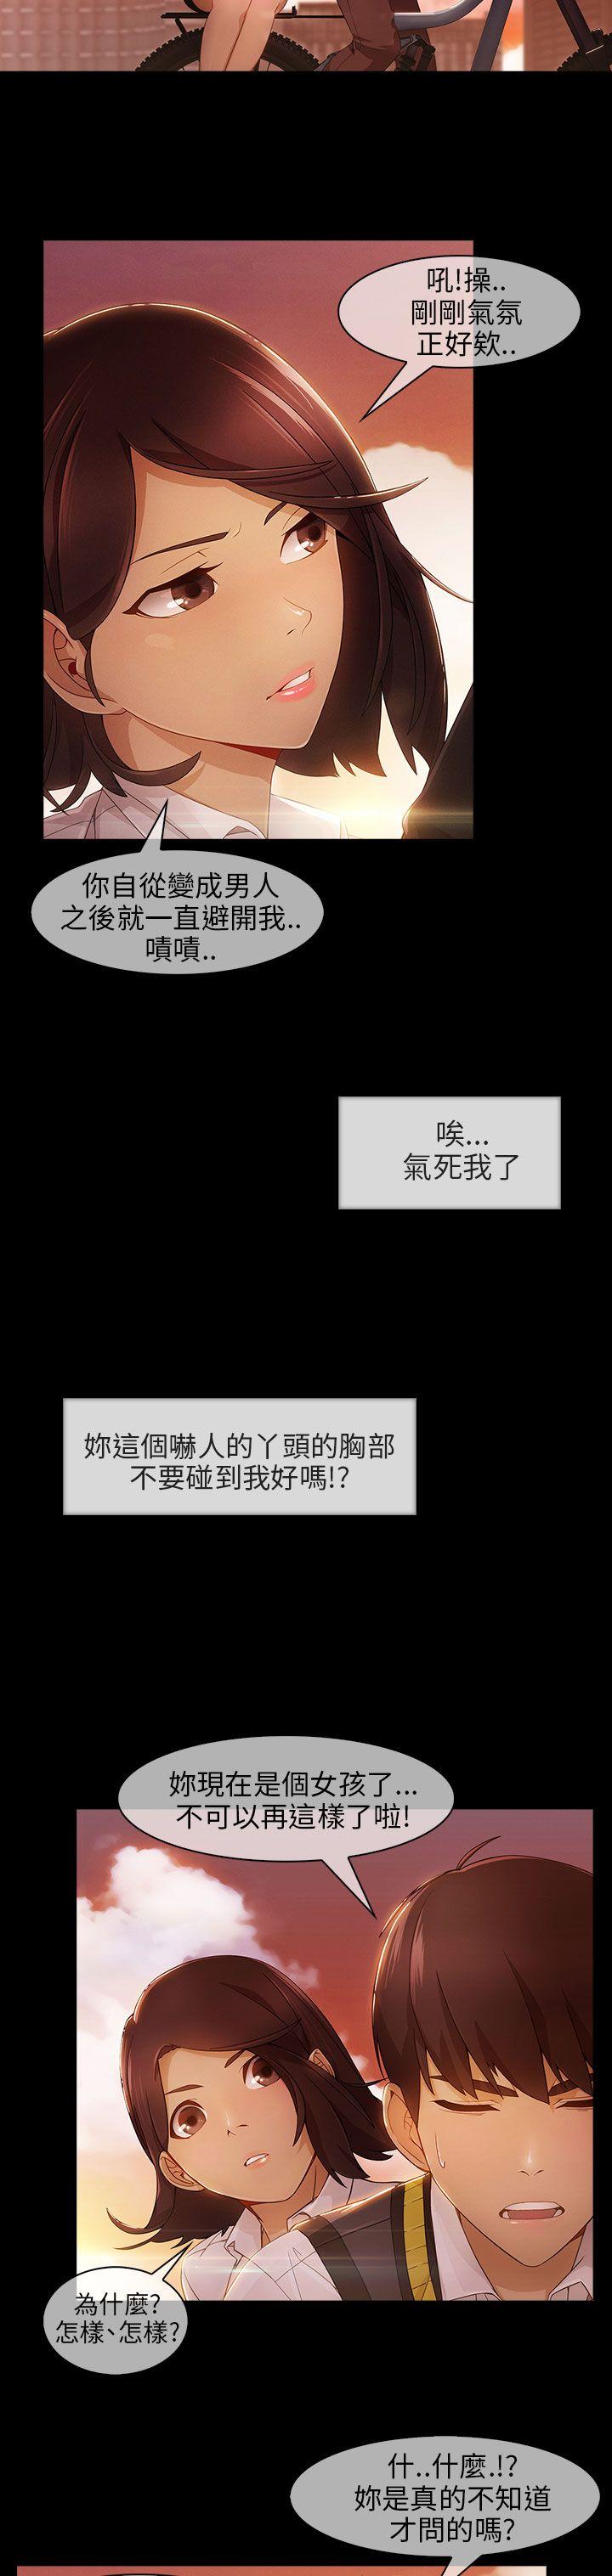 吼!操..
剛剛氣氛
正好欸..
你自從變成男人
之後就一直避開我..
嘖嘖..
唉...
氣死我了
妳這個嚇人的丫頭的胸部
不要碰到我好嗎!?
妳現在是個女孩了...
不可以再這樣了啦!
為什麼?
怎樣、怎樣?
什..什麼.!?
妳是真的不知道
才問的嗎?